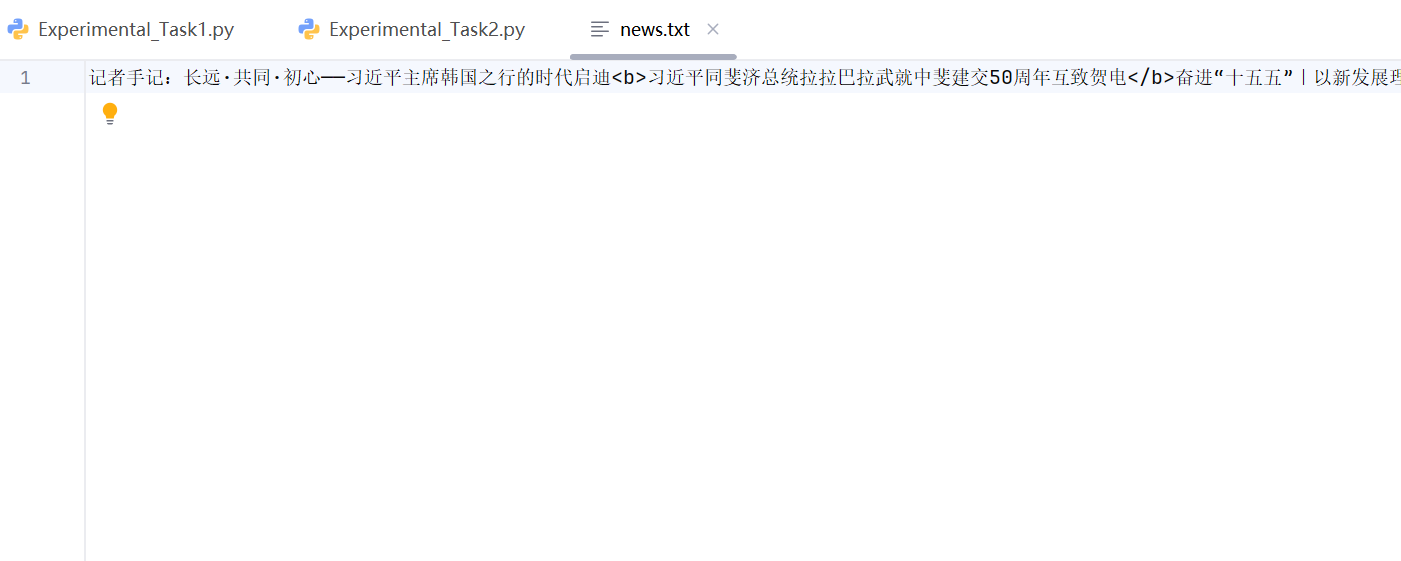 Experimental_Task1.py Experimental_Task2.py news.txt
1 记者手记：长远·共同·初心——习近平主席韩国之行的时代启迪<b>习近平同斐济总统拉拉巴拉武就中斐建交50周年互致贺电</b>奋进“十五五”丨以新发展理